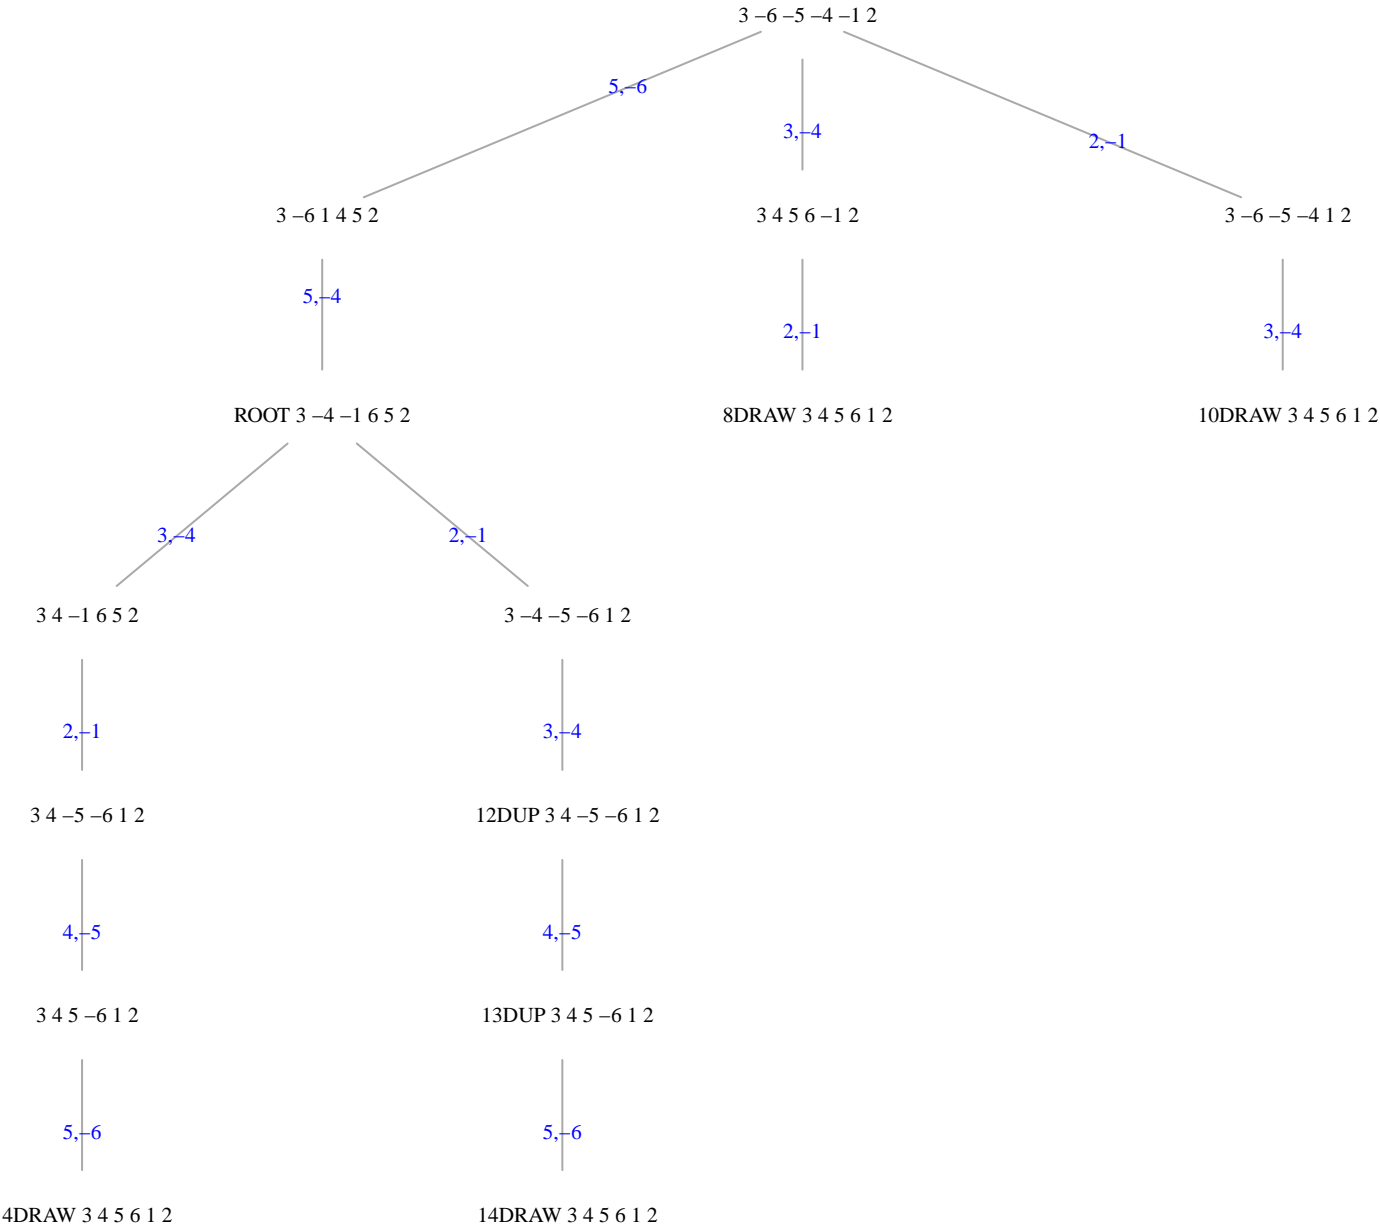 3 –6 –5 –4 –1 2
5,–6
3,–4
2,–1
3 –6 1 4 5 2
3 4 5 6 –1 2
3 –6 –5 –4 1 2
5,–4
2,–1
3,–4
ROOT 3 –4 –1 6 5 2
8DRAW 3 4 5 6 1 2
10DRAW 3 4 5 6 1 2
3,–4
2,–1
3 4 –1 6 5 2
3 –4 –5 –6 1 2
2,–1
3,–4
3 4 –5 –6 1 2
12DUP 3 4 –5 –6 1 2
4,–5
4,–5
3 4 5 –6 1 2
13DUP 3 4 5 –6 1 2
5,–6
5,–6
4DRAW 3 4 5 6 1 2
14DRAW 3 4 5 6 1 2